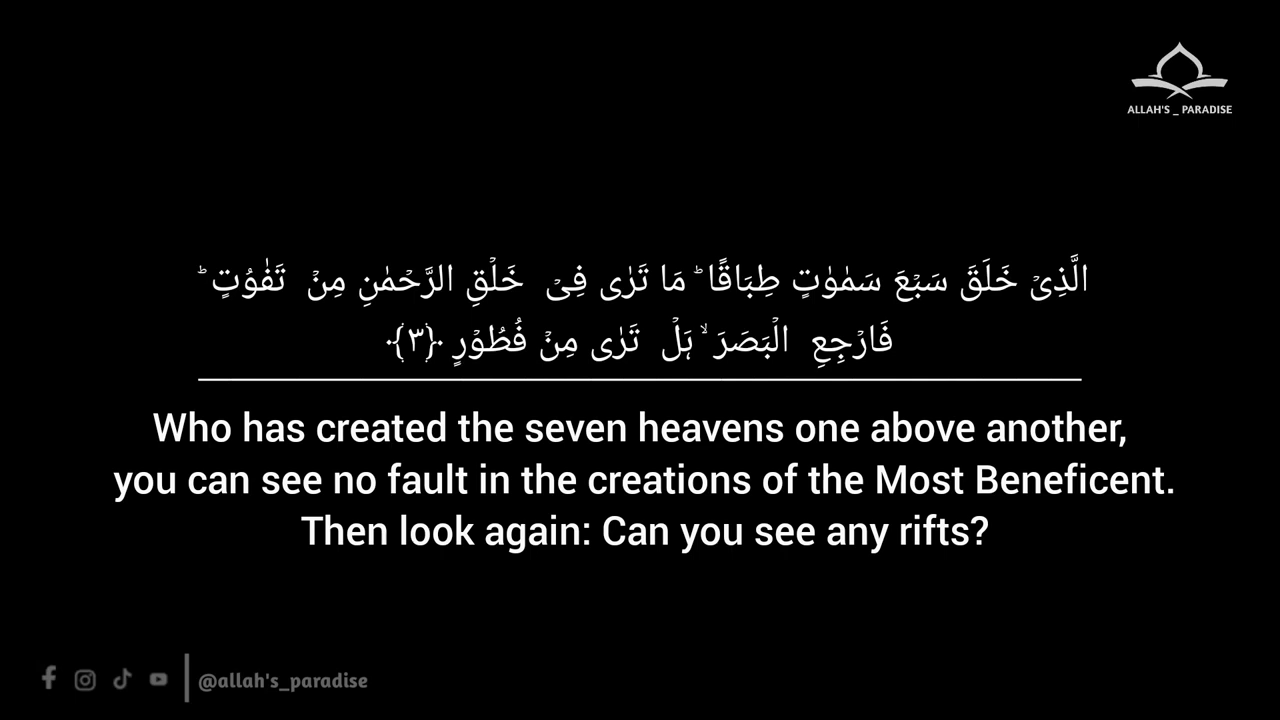 ALLAH'S _ PARADISE
الَّذِیۡ خَلَقَ سَبۡعَ سَمٰوٰتٍ طِبَاقًا ؕ مَا تَرٰی فِیۡ خَلۡقِ الرَّحۡمٰنِ مِنۡ تَفٰوُتٍ ؕ
فَارۡجِعِ الۡبَصَرَ ۙ ہَلۡ تَرٰی مِنۡ فُطُوۡرٍ ﴿۳﴾
Who has created the seven heavens one above another,
you can see no fault in the creations of the Most Beneficent.
Then look again: Can you see any rifts?
@allah's_paradise